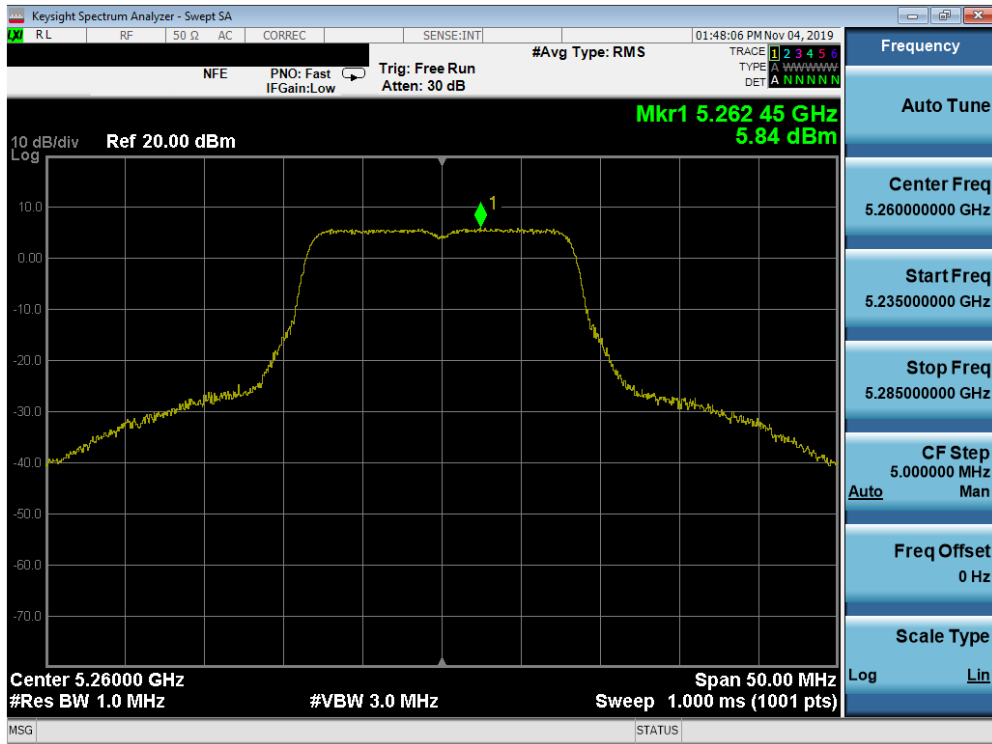 Keysight Spectrum Analyzer - Swept SA
LXI RL RF 50 Ω AC CORREC SENSE:INT 01:48:06 PM Nov 04, 2019
#Avg Type: RMS
TRACE 1 2 3 4 5 6
TYPE A WWWWW
DET A N N N N N
NFE
PNO: Fast
IFGain:Low
Trig: Free Run
Atten: 30 dB
Mkr1 5.262 45 GHz
5.84 dBm
10 dB/div
Log
Ref 20.00 dBm
1
10.0
0.00
-10.0
-20.0
-30.0
-40.0
-50.0
-60.0
-70.0
Center 5.26000 GHz
Span 50.00 MHz
#Res BW 1.0 MHz
#VBW 3.0 MHz
Sweep 1.000 ms (1001 pts)
MSG
STATUS
Frequency
Auto Tune
Center Freq
5.260000000 GHz
Start Freq
5.235000000 GHz
Stop Freq
5.285000000 GHz
CF Step
5.000000 MHz
Auto Man
Freq Offset
0 Hz
Scale Type
Log Lin